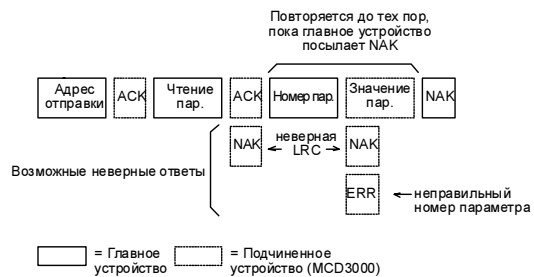 Повторяется до тех пор,
пока главное устройство
посылает NAK
Адрес
отправки
ACK
Чтение
пар.
ACK
Номер пар.
Значение
пар.
NAK
NAK
неверная
LRC
NAK
Возможные неверные ответы
ERR
неправильный
номер параметра
= Главное
устройство
= Подчиненное
устройство (MCD3000)